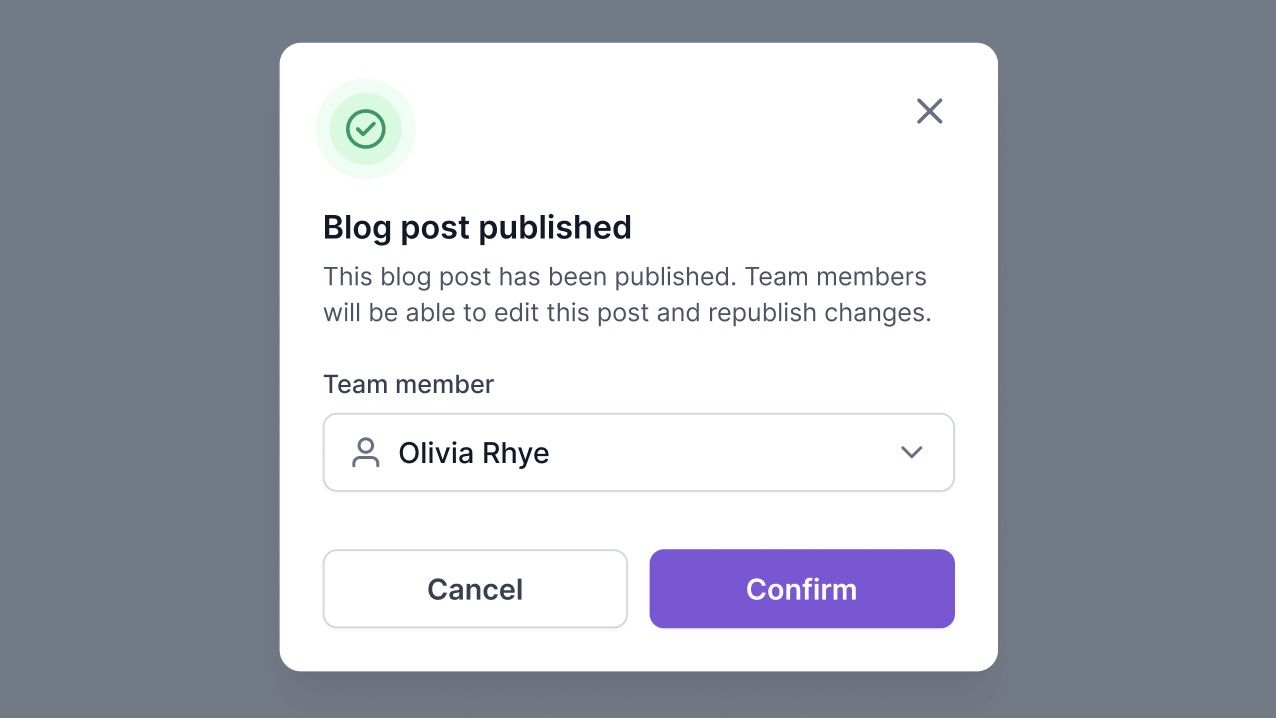 Blog post published
This blog post has been published. Team members
will be able to edit this post and republish changes.
Team member
Olivia Rhye
Cancel
Confirm